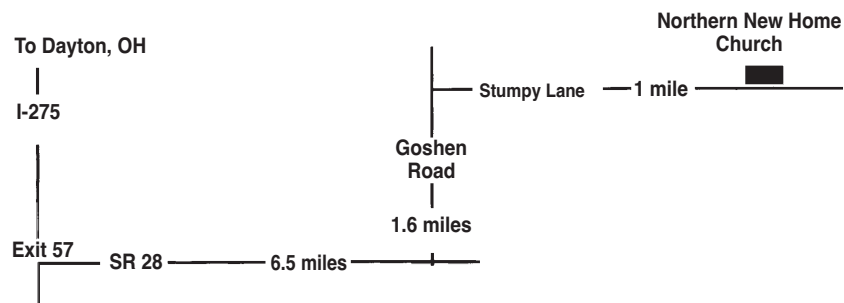 Northern New Home
Church
To Dayton, OH
Stumpy Lane
1 mile
I-275
Goshen
Road
1.6 miles
Exit 57
SR 28
6.5 miles